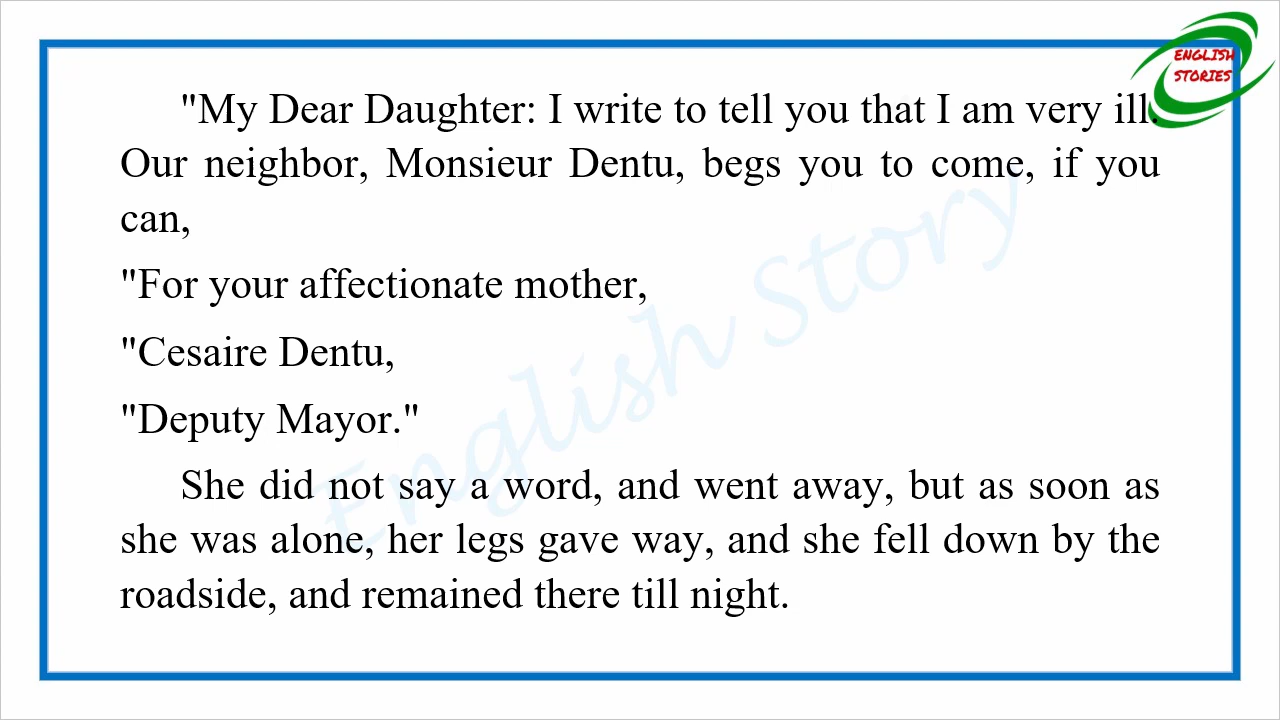 ENGLISH
STORIES
"My Dear Daughter: I write to tell you that I am very ill.
Our neighbor, Monsieur Dentu, begs you to come, if you
can,
"For your affectionate mother,
"Cesaire Dentu,
"Deputy Mayor."
She did not say a word, and went away, but as soon as
she was alone, her legs gave way, and she fell down by the
roadside, and remained there till night.
English Story